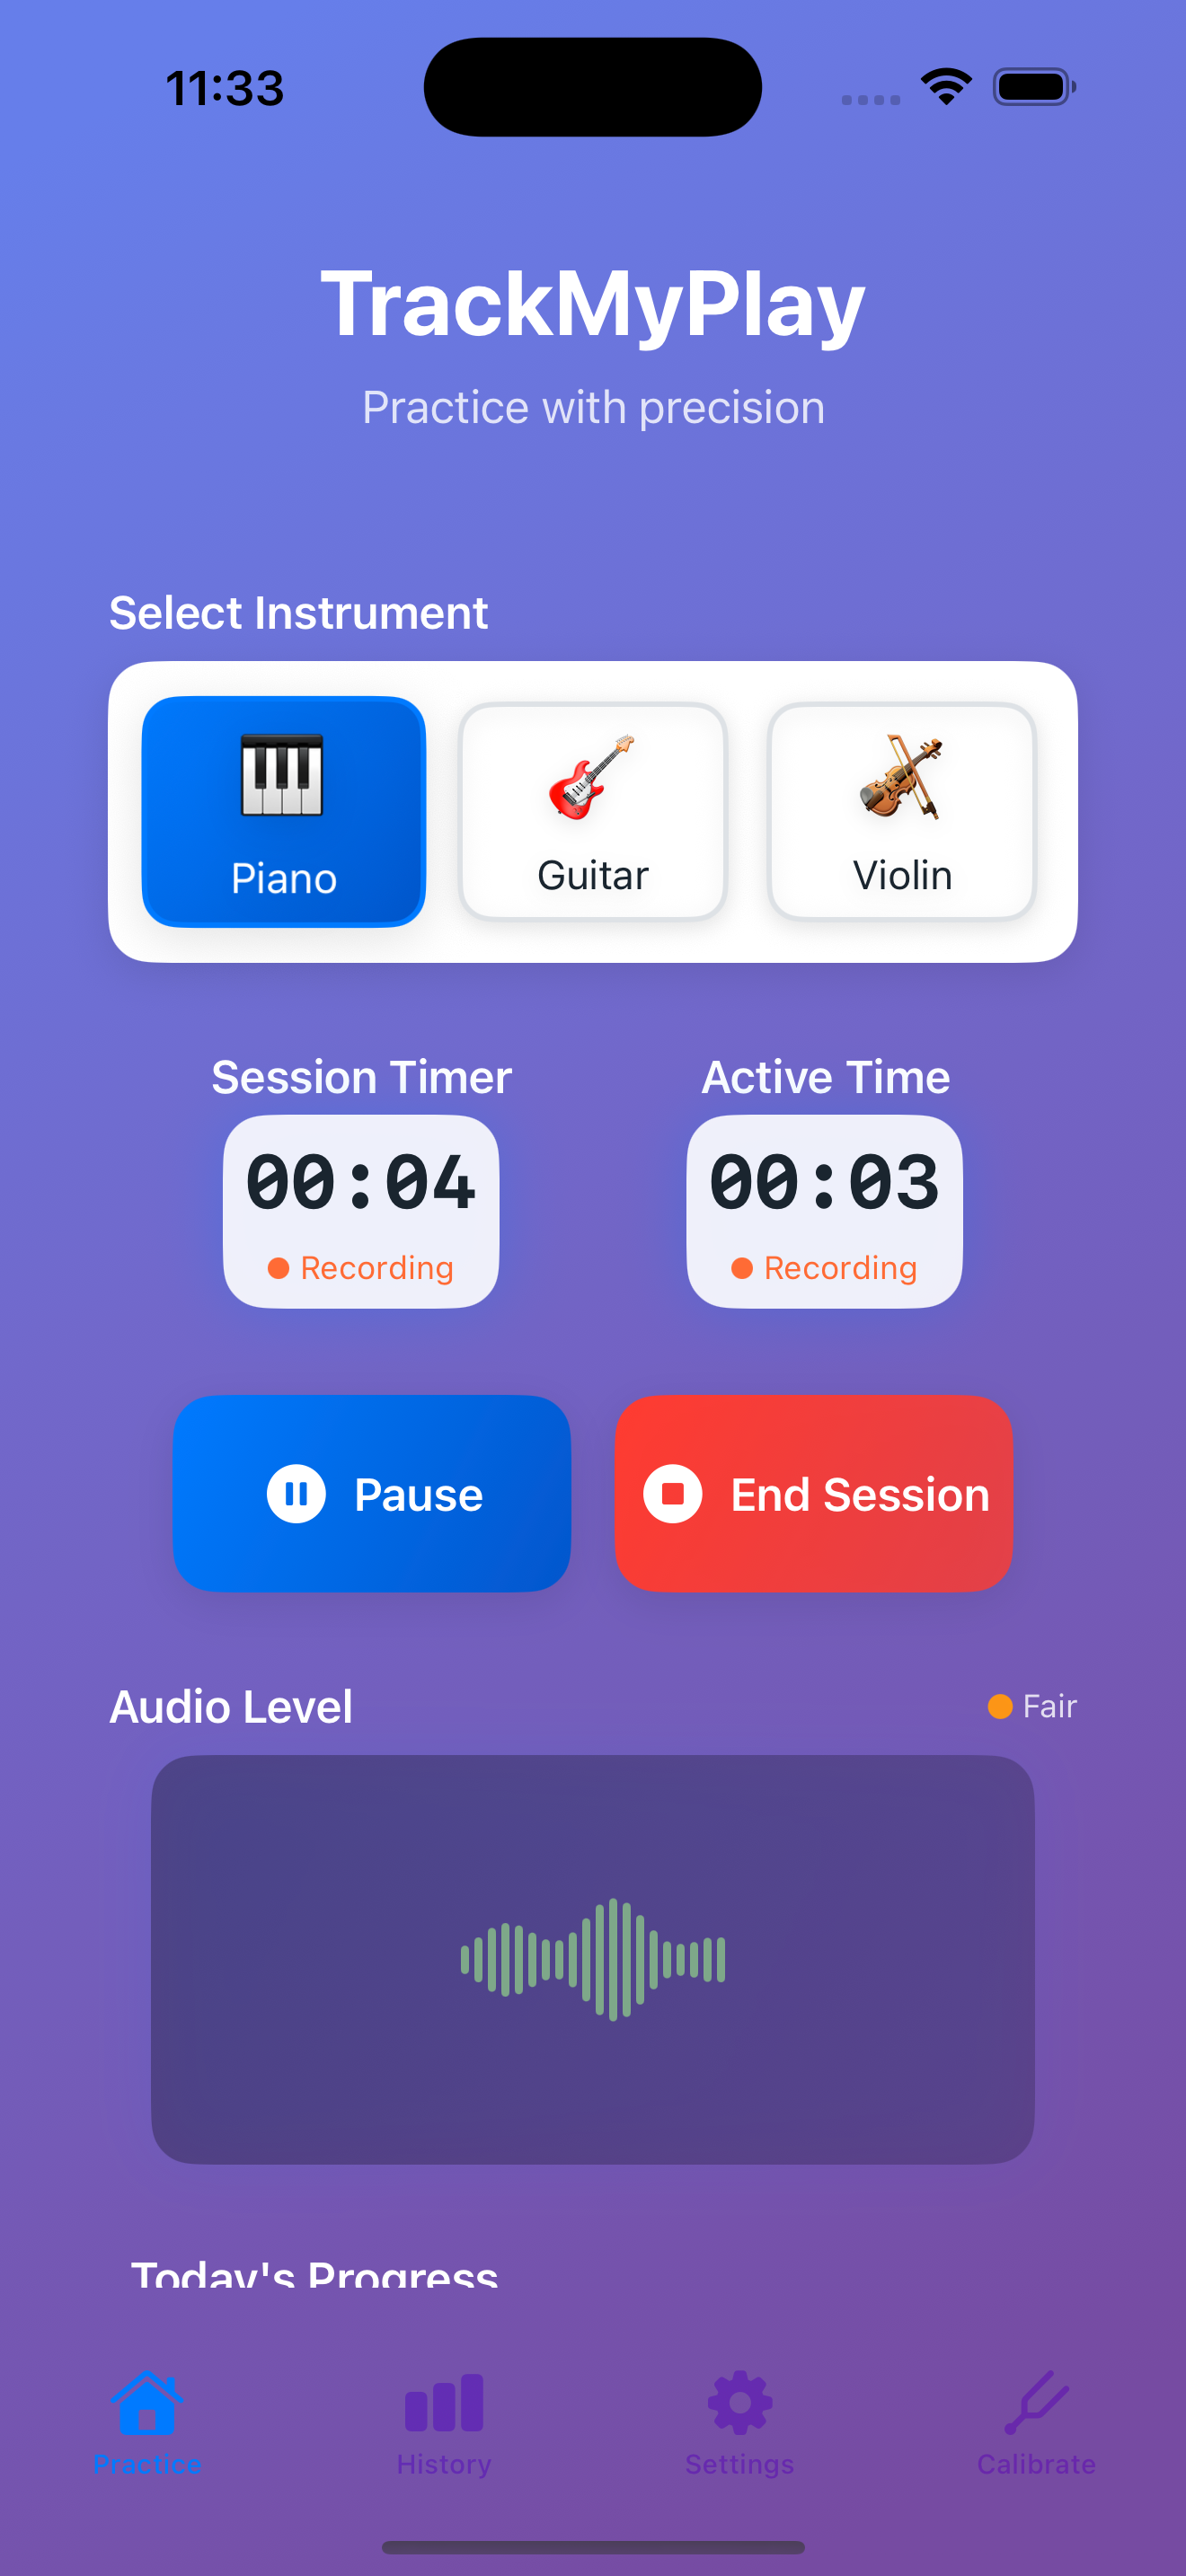 11:33
TrackMyPlay
Practice with precision
Select Instrument
Piano
Guitar
Violin
Session Timer
Active Time
00:04
00:03
Recording
Recording
Pause
End Session
Audio Level
Fair
Today's Progress
Practice
History
Settings
Calibrate